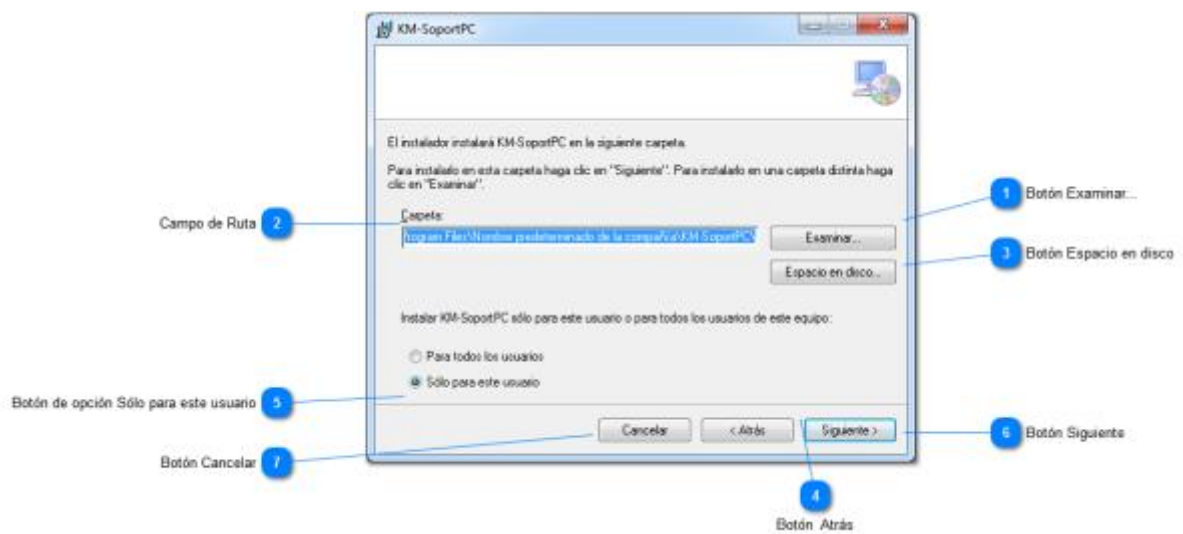 KM-SoportPC
El instalador instalará KM-SoportPC en la siguiente carpeta.
Para instalarlo en esta carpeta haga clic en "Siguiente". Para instalarlo en una carpeta distinta haga
clic en "Examinar".
1 Botón Examinar...
Campo de Ruta 2
Carpeta:
Program Files\Nombre predeterminado de la compañía\KM-SoportPC\
Examinar...
3 Botón Espacio en disco
Espacio en disco...
Instalar KM-SoportPC sólo para este usuario o para todos los usuarios de este equipo:
Para todos los usuarios
Sólo para este usuario
Botón de opción Sólo para este usuario 5
Cancelar
< Atrás
Siguiente >
6 Botón Siguiente
Botón Cancelar 7
4
Botón Atrás